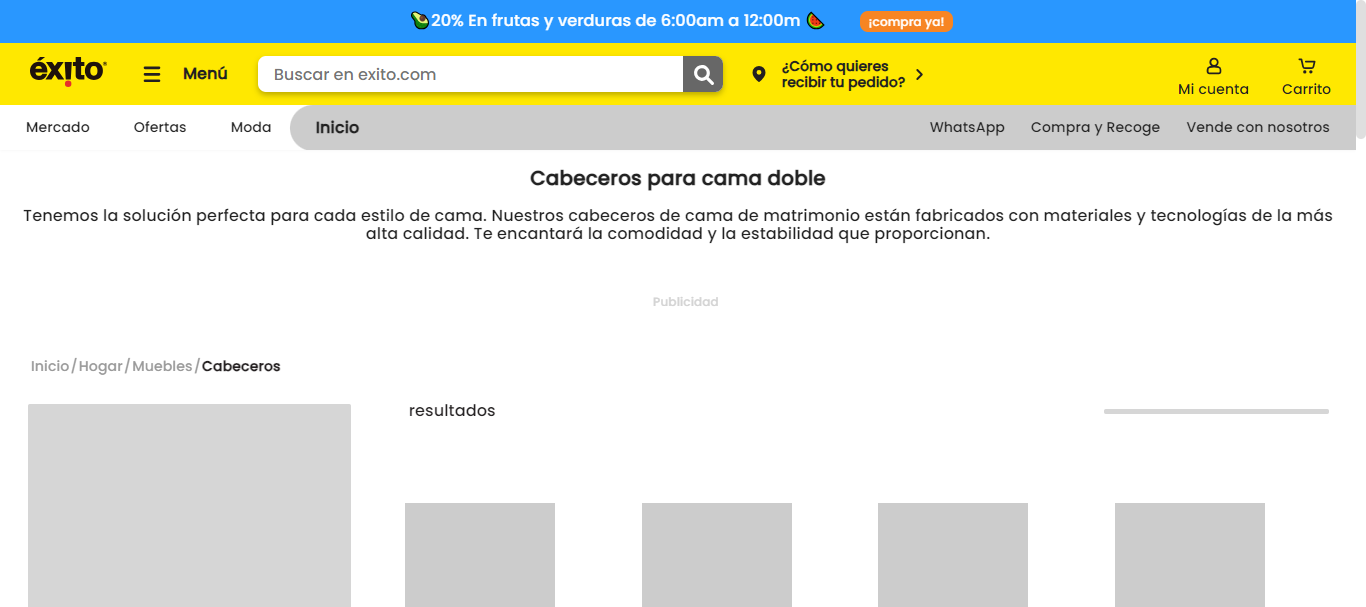 20% En frutas y verduras de 6:00am a 12:00m
¡compra ya!
éxito
Menú
Buscar en exito.com
¿Cómo quieres
recibir tu pedido?
Mi cuenta
Carrito
Mercado
Ofertas
Moda
Inicio
WhatsApp
Compra y Recoge
Vende con nosotros
Cabeceros para cama doble
Tenemos la solución perfecta para cada estilo de cama. Nuestros cabeceros de cama de matrimonio están fabricados con materiales y tecnologías de la más
alta calidad. Te encantará la comodidad y la estabilidad que proporcionan.
Publicidad
Inicio/Hogar/Muebles/Cabeceros
resultados